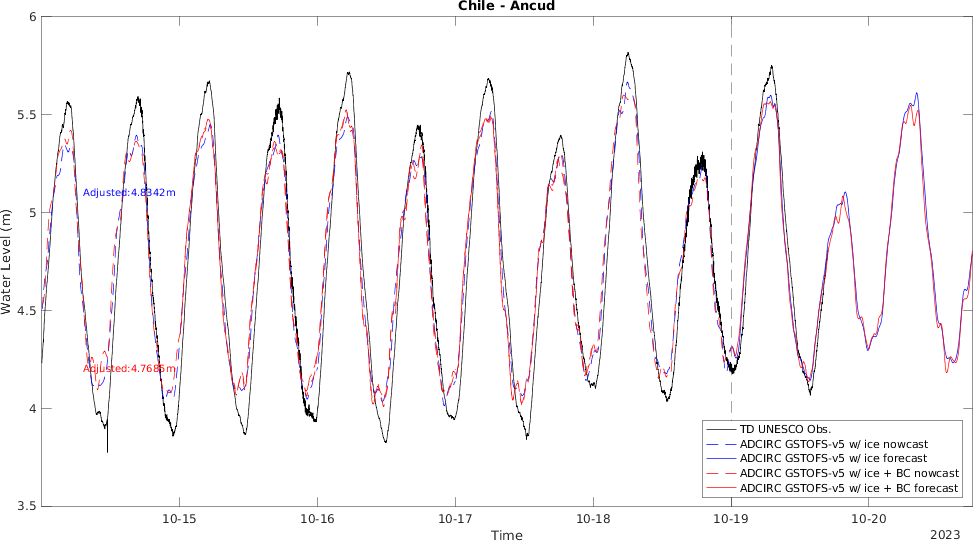 Chile - Ancud
6
5.5
5
4.5
4
3.5
Water Level (m)
Adjusted:4.8342m
Adjusted:4.7685m
TD UNESCO Obs.
ADCIRC GSTOFS-v5 w/ ice nowcast
ADCIRC GSTOFS-v5 w/ ice forecast
ADCIRC GSTOFS-v5 w/ ice + BC nowcast
ADCIRC GSTOFS-v5 w/ ice + BC forecast
10-15 10-16 10-17 10-18 10-19 10-20
Time
2023